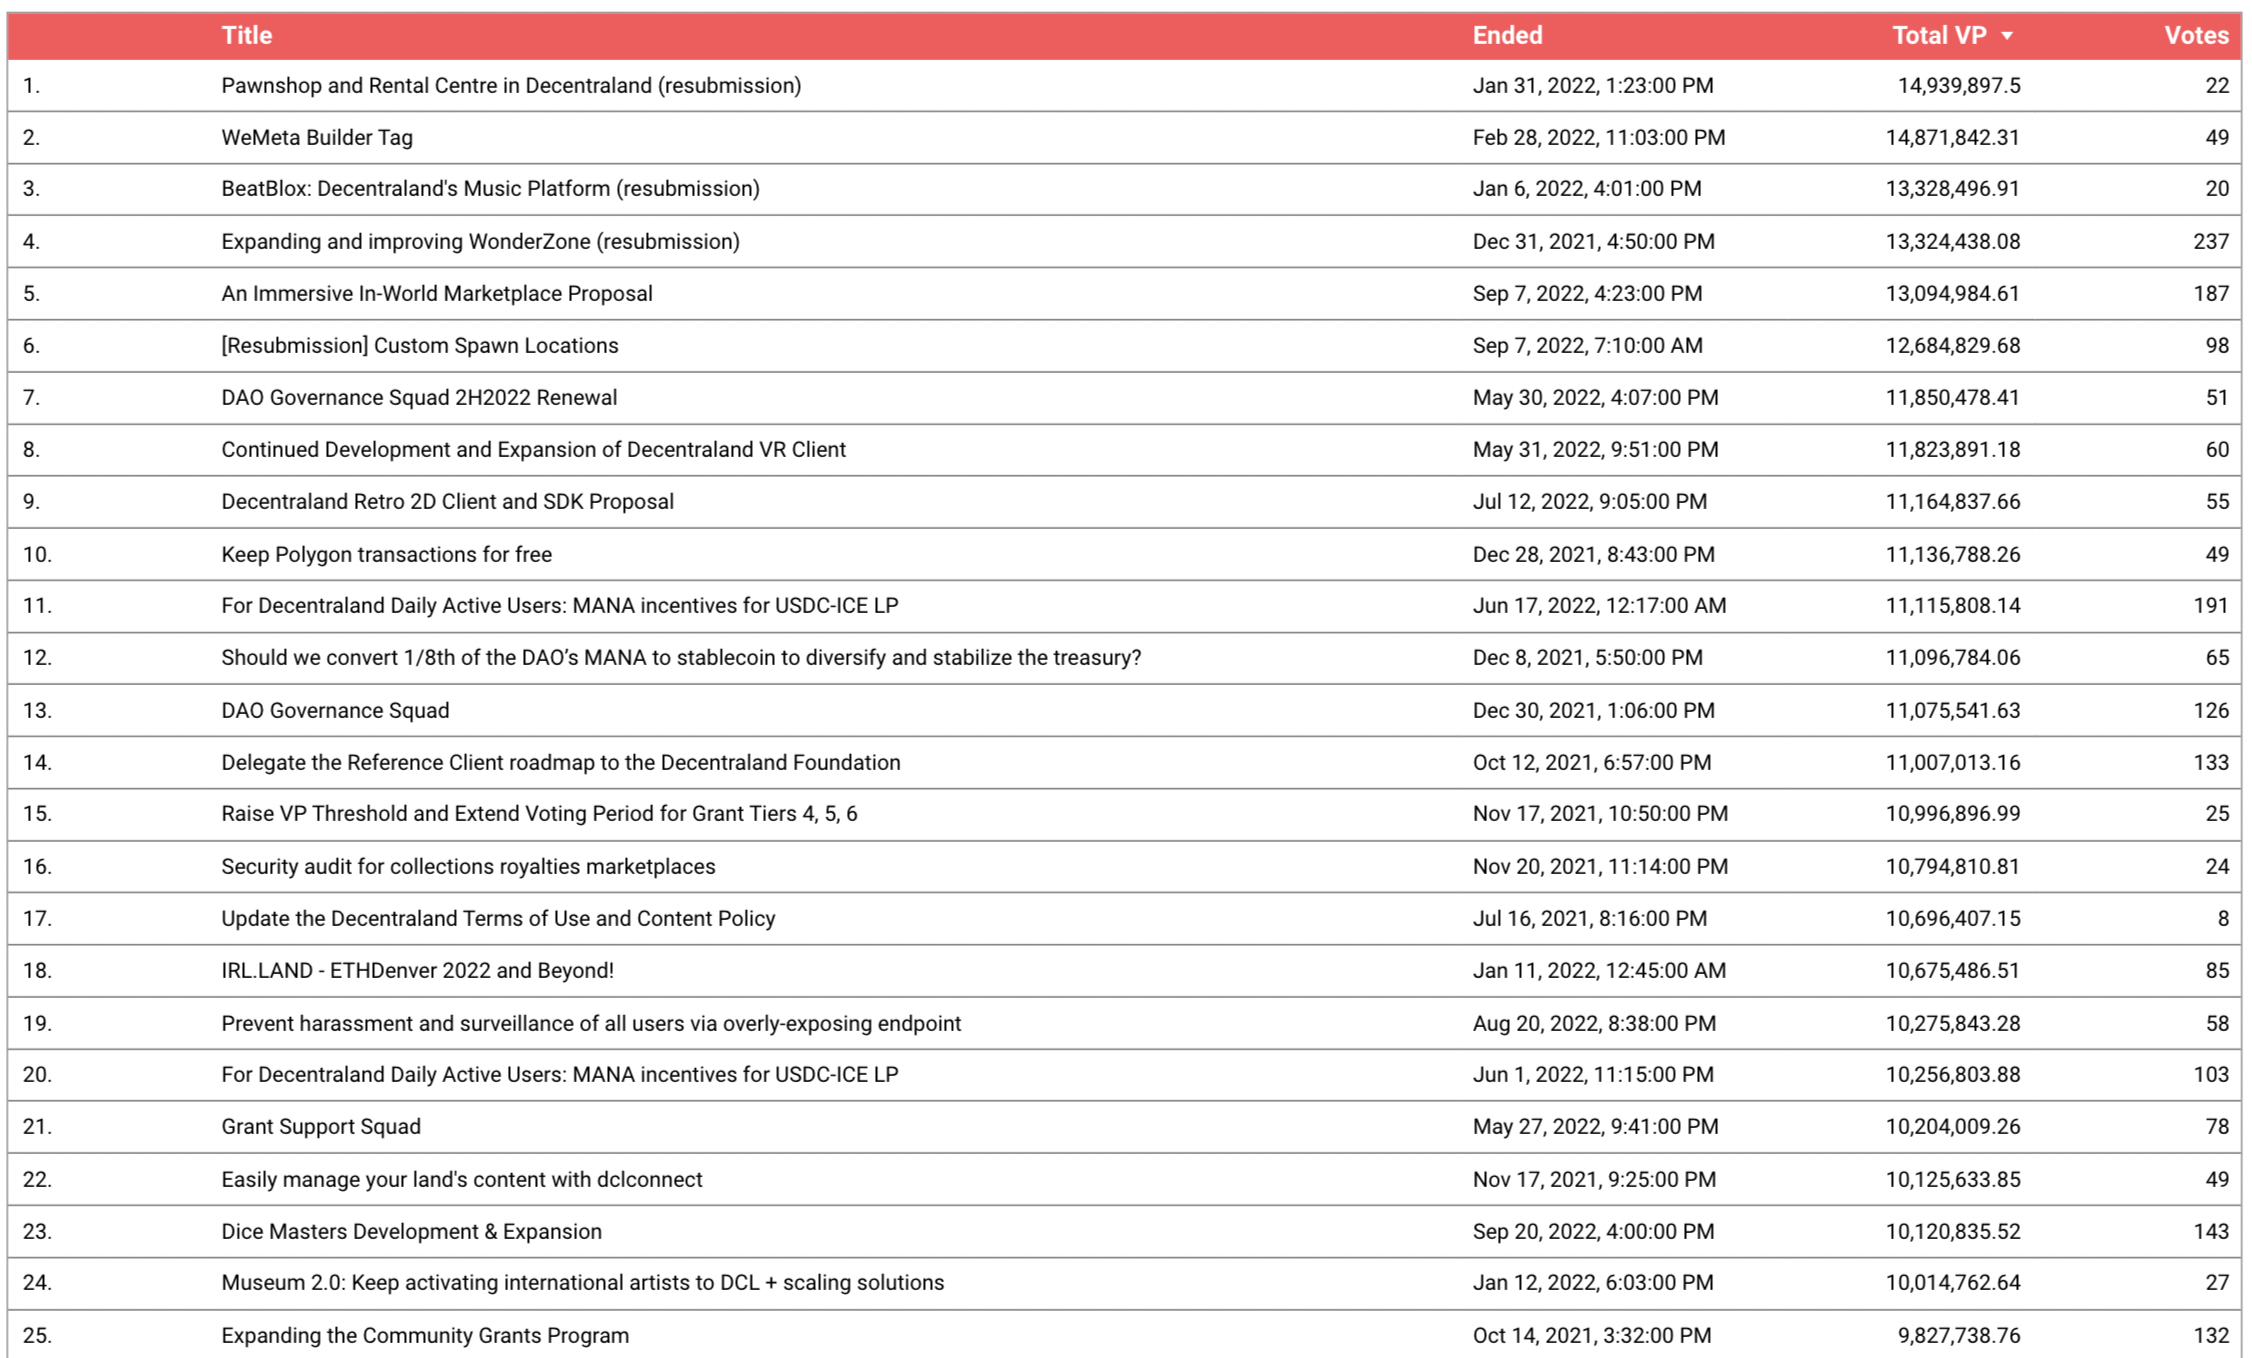 Title Ended Total VP Votes
1. Pawnshop and Rental Centre in Decentraland (resubmission) Jan 31, 2022, 1:23:00 PM 14,939,897.5 22
2. WeMeta Builder Tag Feb 28, 2022, 11:03:00 PM 14,871,842.31 49
3. BeatBlox: Decentraland's Music Platform (resubmission) Jan 6, 2022, 4:01:00 PM 13,328,496.91 20
4. Expanding and improving WonderZone (resubmission) Dec 31, 2021, 4:50:00 PM 13,324,438.08 237
5. An Immersive In-World Marketplace Proposal Sep 7, 2022, 4:23:00 PM 13,094,984.61 187
6. [Resubmission] Custom Spawn Locations Sep 7, 2022, 7:10:00 AM 12,684,829.68 98
7. DAO Governance Squad 2H2022 Renewal May 30, 2022, 4:07:00 PM 11,850,478.41 51
8. Continued Development and Expansion of Decentraland VR Client May 31, 2022, 9:51:00 PM 11,823,891.18 60
9. Decentraland Retro 2D Client and SDK Proposal Jul 12, 2022, 9:05:00 PM 11,164,837.66 55
10. Keep Polygon transactions for free Dec 28, 2021, 8:43:00 PM 11,136,788.26 49
11. For Decentraland Daily Active Users: MANA incentives for USDC-ICE LP Jun 17, 2022, 12:17:00 AM 11,115,808.14 191
12. Should we convert 1/8th of the DAO’s MANA to stablecoin to diversify and stabilize the treasury? Dec 8, 2021, 5:50:00 PM 11,096,784.06 65
13. DAO Governance Squad Dec 30, 2021, 1:06:00 PM 11,075,541.63 126
14. Delegate the Reference Client roadmap to the Decentraland Foundation Oct 12, 2021, 6:57:00 PM 11,007,013.16 133
15. Raise VP Threshold and Extend Voting Period for Grant Tiers 4, 5, 6 Nov 17, 2021, 10:50:00 PM 10,996,896.99 25
16. Security audit for collections royalties marketplaces Nov 20, 2021, 11:14:00 PM 10,794,810.81 24
17. Update the Decentraland Terms of Use and Content Policy Jul 16, 2021, 8:16:00 PM 10,696,407.15 8
18. IRL.LAND - ETHDenver 2022 and Beyond! Jan 11, 2022, 12:45:00 AM 10,675,486.51 85
19. Prevent harassment and surveillance of all users via overly-exposing endpoint Aug 20, 2022, 8:38:00 PM 10,275,843.28 58
20. For Decentraland Daily Active Users: MANA incentives for USDC-ICE LP Jun 1, 2022, 11:15:00 PM 10,256,803.88 103
21. Grant Support Squad May 27, 2022, 9:41:00 PM 10,204,009.26 78
22. Easily manage your land's content with dclconnect Nov 17, 2021, 9:25:00 PM 10,125,633.85 49
23. Dice Masters Development & Expansion Sep 20, 2022, 4:00:00 PM 10,120,835.52 143
24. Museum 2.0: Keep activating international artists to DCL + scaling solutions Jan 12, 2022, 6:03:00 PM 10,014,762.64 27
25. Expanding the Community Grants Program Oct 14, 2021, 3:32:00 PM 9,827,738.76 132